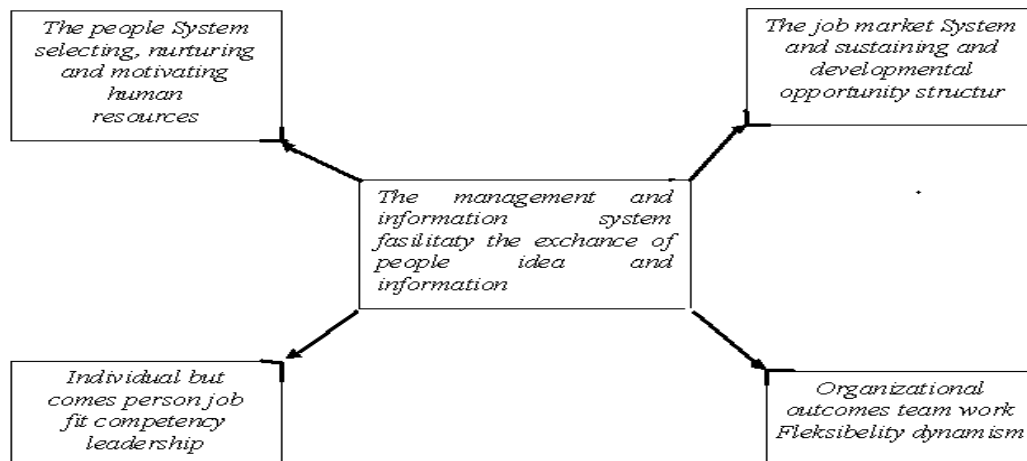 The people System
selecting, nurturing
and motivating
human
resources
The job market System
and sustaining and
developmental
opportunity structur
The management and
information system
fasilitaty the exchance of
people idea and
information
Individual but
comes person job
fit competency
leadership
Organizational
outcomes team work
Fleksibelity dynamism